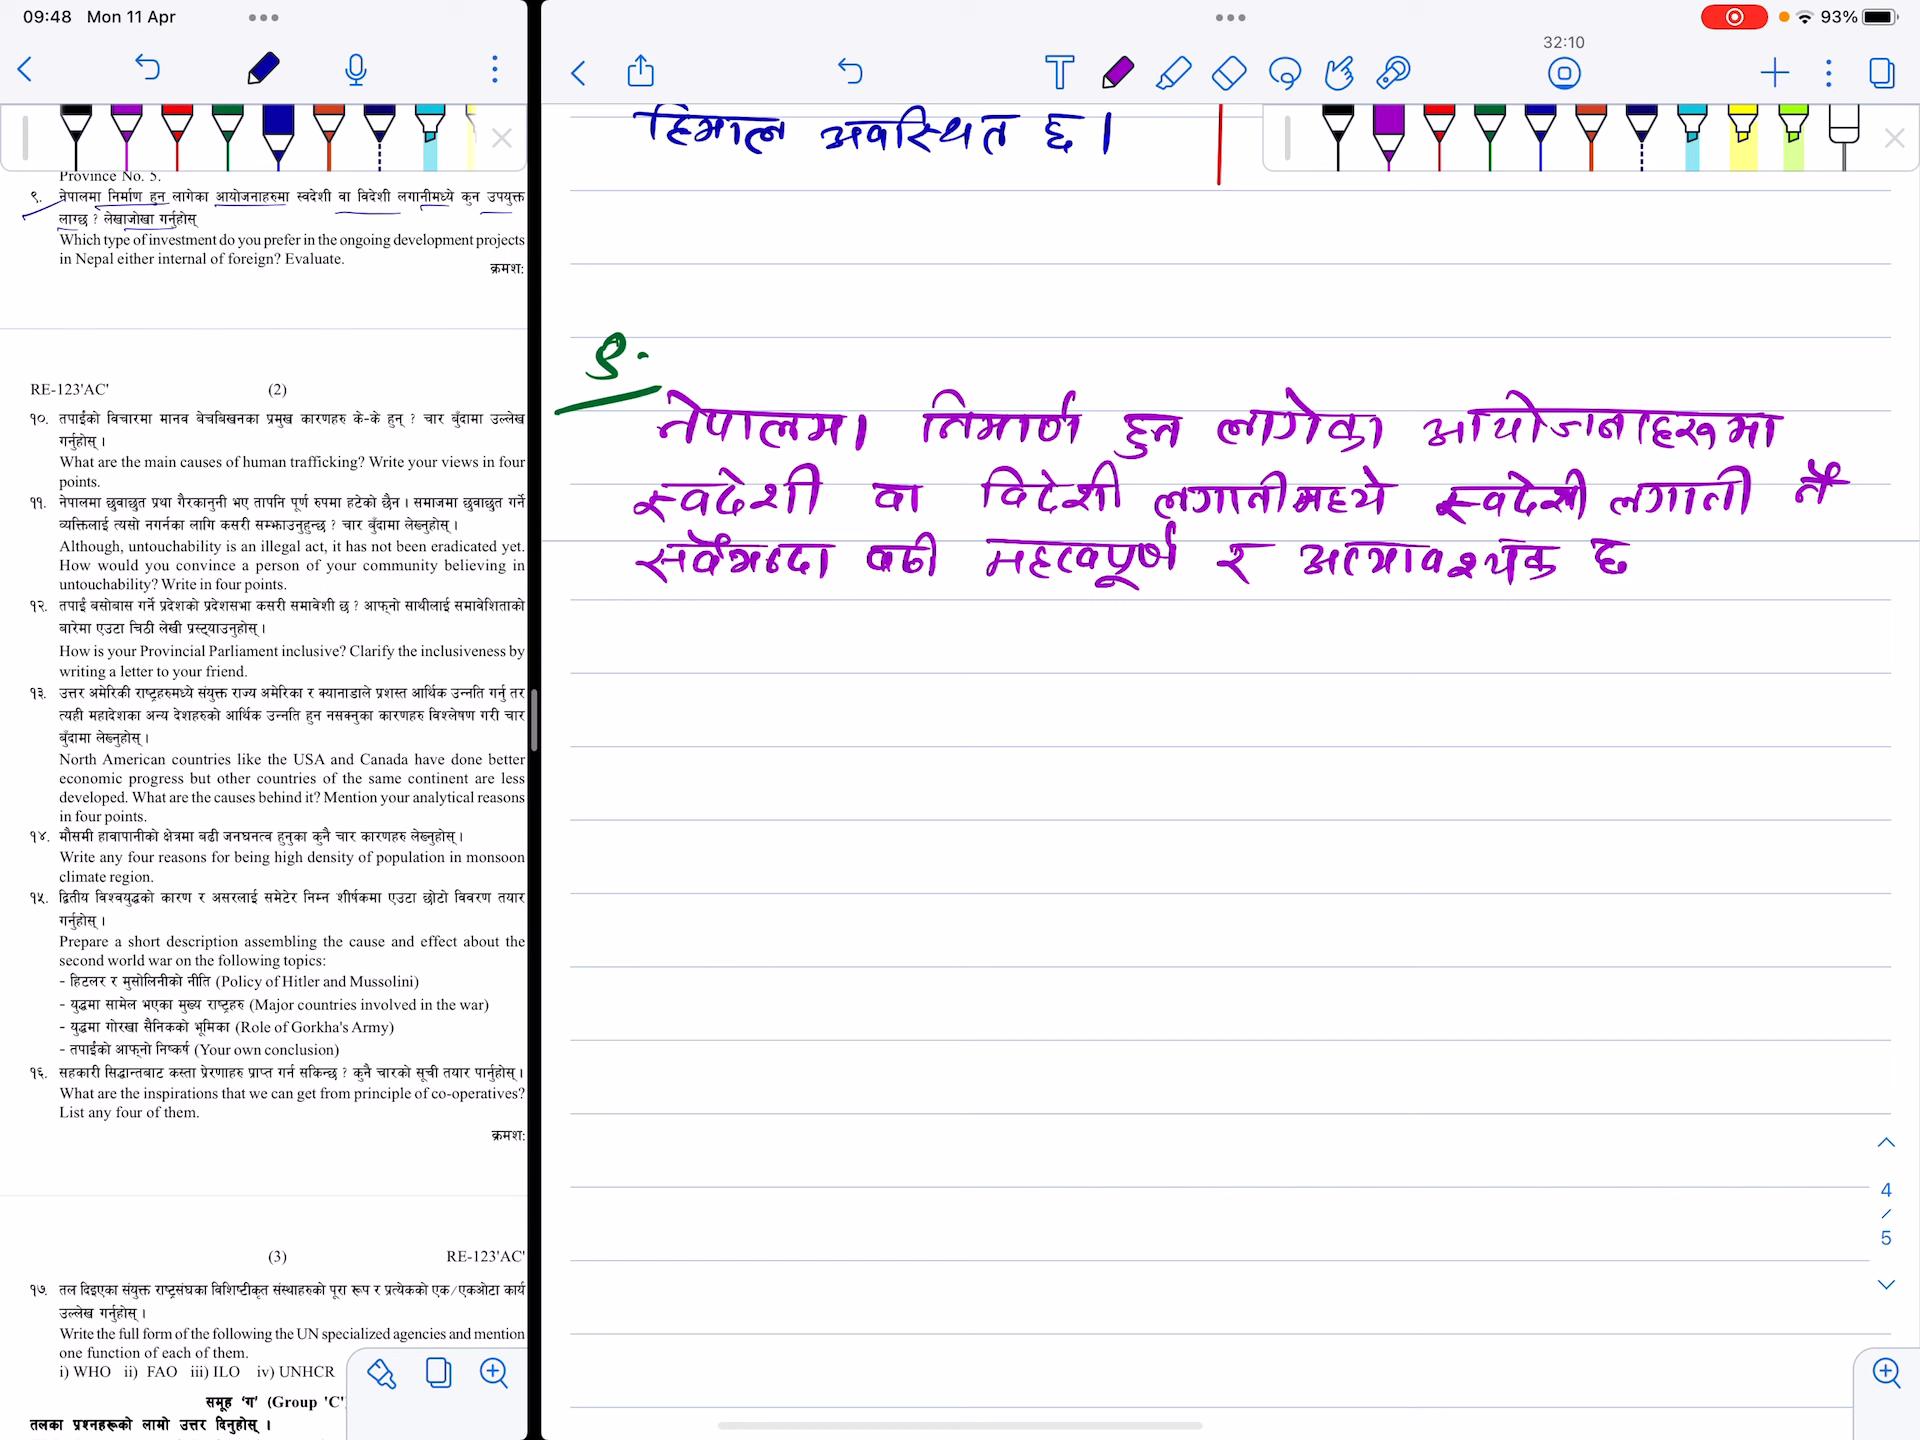 09:48 Mon 11 Apr
93%
32:10
Province No. 5.
९. नेपालमा निर्माण हुन लागेका आयोजनाहरुमा स्वदेशी वा विदेशी लगानीमध्ये कुन उपयुक्त
लाग्छ ? लेखाजोखा गर्नुहोस्
Which type of investment do you prefer in the ongoing development projects
in Nepal either internal of foreign? Evaluate.
क्रमश:
RE-123'AC' (2)
१०. तपाईंको विचारमा मानव बेचबिखनका प्रमुख कारणहरु के-के हुन् ? चार बुँदामा उल्लेख
गर्नुहोस् ।
What are the main causes of human trafficking? Write your views in four
points.
११. नेपालमा छुवाछुत प्रथा गैरकानुनी भए तापनि पूर्ण रुपमा हटेको छैन । समाजमा छुवाछुत गर्ने
व्यक्तिलाई त्यसो नगर्नका लागि कसरी सम्झाउनुहुन्छ ? चार बुँदामा लेख्नुहोस् ।
Although, untouchability is an illegal act, it has not been eradicated yet.
How would you convince a person of your community believing in
untouchability? Write in four points.
१२. तपाईं बसोबास गर्ने प्रदेशको प्रदेशसभा कसरी समावेशी छ ? आफ्नो साथीलाई समावेशिताको
बारेमा एउटा चिठी लेखी प्रस्ट्याउनुहोस् ।
How is your Provincial Parliament inclusive? Clarify the inclusiveness by
writing a letter to your friend.
१३. उत्तर अमेरिकी राष्ट्रहरुमध्ये संयुक्त राज्य अमेरिका र क्यानाडाले प्रशस्त आर्थिक उन्नति गर्नु तर
त्यही महादेशका अन्य देशहरुको आर्थिक उन्नति हुन नसक्नुका कारणहरु विश्लेषण गरी चार
बुँदामा लेख्नुहोस् ।
North American countries like the USA and Canada have done better
economic progress but other countries of the same continent are less
developed. What are the causes behind it? Mention your analytical reasons
in four points.
१४. मौसमी हावापानीको क्षेत्रमा बढी जनघनत्व हुनुका कुनै चार कारणहरु लेख्नुहोस् ।
Write any four reasons for being high density of population in monsoon
climate region.
१५. द्वितीय विश्वयुद्धको कारण र असरलाई समेटेर निम्न शीर्षकमा एउटा छोटो विवरण तयार
गर्नुहोस् ।
Prepare a short description assembling the cause and effect about the
second world war on the following topics:
- हिटलर र मुसोलिनीको नीति (Policy of Hitler and Mussolini)
- युद्धमा सामेल भएका मुख्य राष्ट्रहरु (Major countries involved in the war)
- युद्धमा गोरखा सैनिकको भूमिका (Role of Gorkha's Army)
- तपाईंको आफ्नो निष्कर्ष (Your own conclusion)
१६. सहकारी सिद्धान्तबाट कस्ता प्रेरणाहरु प्राप्त गर्न सकिन्छ ? कुनै चारको सूची तयार पार्नुहोस् ।
What are the inspirations that we can get from principle of co-operatives?
List any four of them.
क्रमश:
(3) RE-123'AC'
१७. तल दिइएका संयुक्त राष्ट्रसंघका विशिष्टीकृत संस्थाहरुको पूरा रूप र प्रत्येकको एक/एकओटा कार्य
उल्लेख गर्नुहोस् ।
Write the full form of the following the UN specialized agencies and mention
one function of each of them.
i) WHO ii) FAO iii) ILO iv) UNHCR
समूह 'ग' (Group 'C'
तलका प्रश्नहरूको लामो उत्तर दिनुहोस् ।
हिमाल अवस्थित छ ।
९.
नेपालमा निमार्ण हुन लागेका आयोजनाहरूमा
स्वदेशी वा विदेशी लगानीमध्ये स्वदेशी लगानी नै
सबैभन्दा बढी महत्वपूर्ण र अत्यावश्यक छ
4
/
5